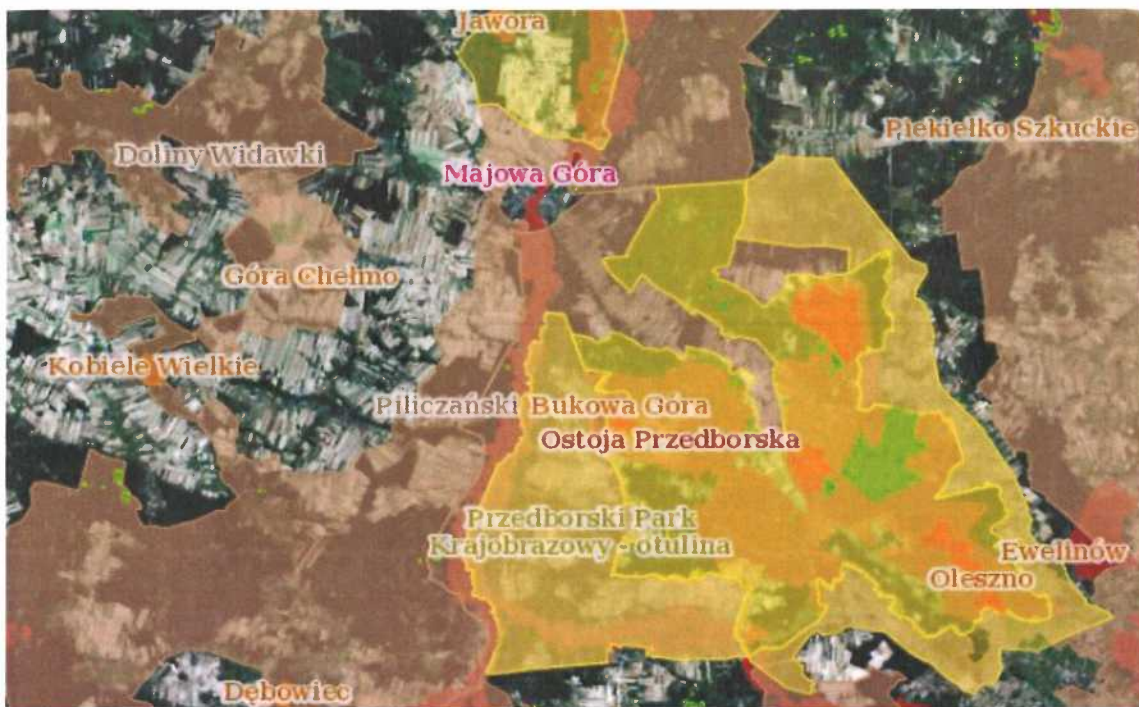 Jawora
Piekiełko Szkuckie
Doliny Widawki
Majowa Góra
Góra Chełmo
Kobiele Wielkie
Piliczański Bukowa Góra
Ostoja Przedborska
Przedborski Park
Krajobrazowy - otulina
Ewelinów
Oleszno
Dębowiec